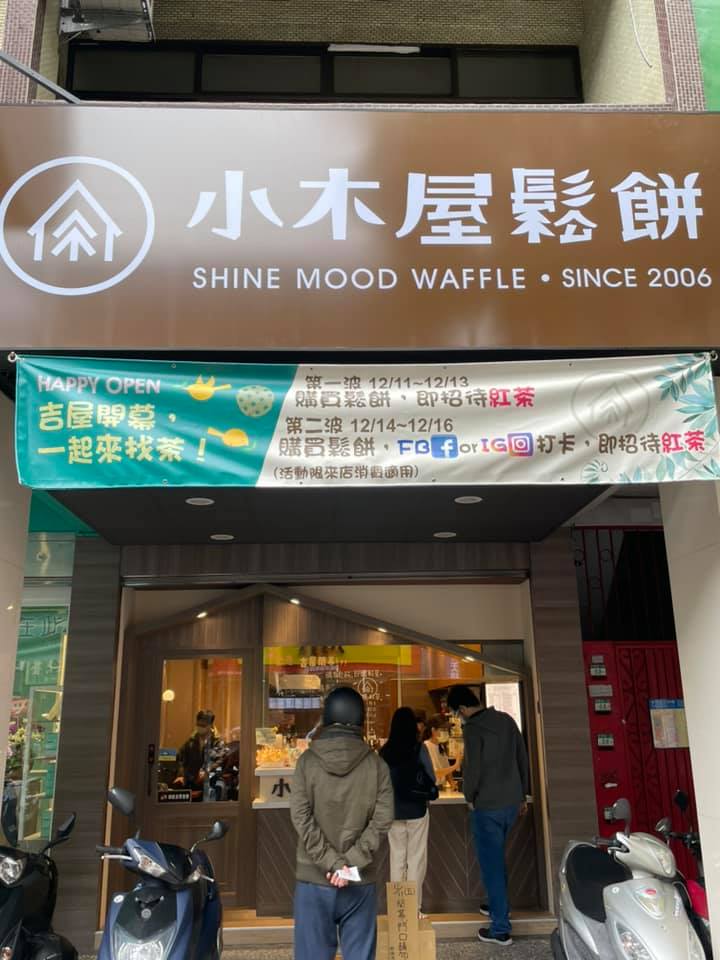 小木屋鬆餅
SHINE MOOD WAFFLE • SINCE 2006
HAPPY OPEN
吉屋開幕，
一起來找茶！
第一波 12/11~12/13
購買鬆餅，即招待紅茶
第二波 12/14~12/16
購買鬆餅，FB f or IG 打卡，即招待紅茶
(活動限來店消費適用)
小